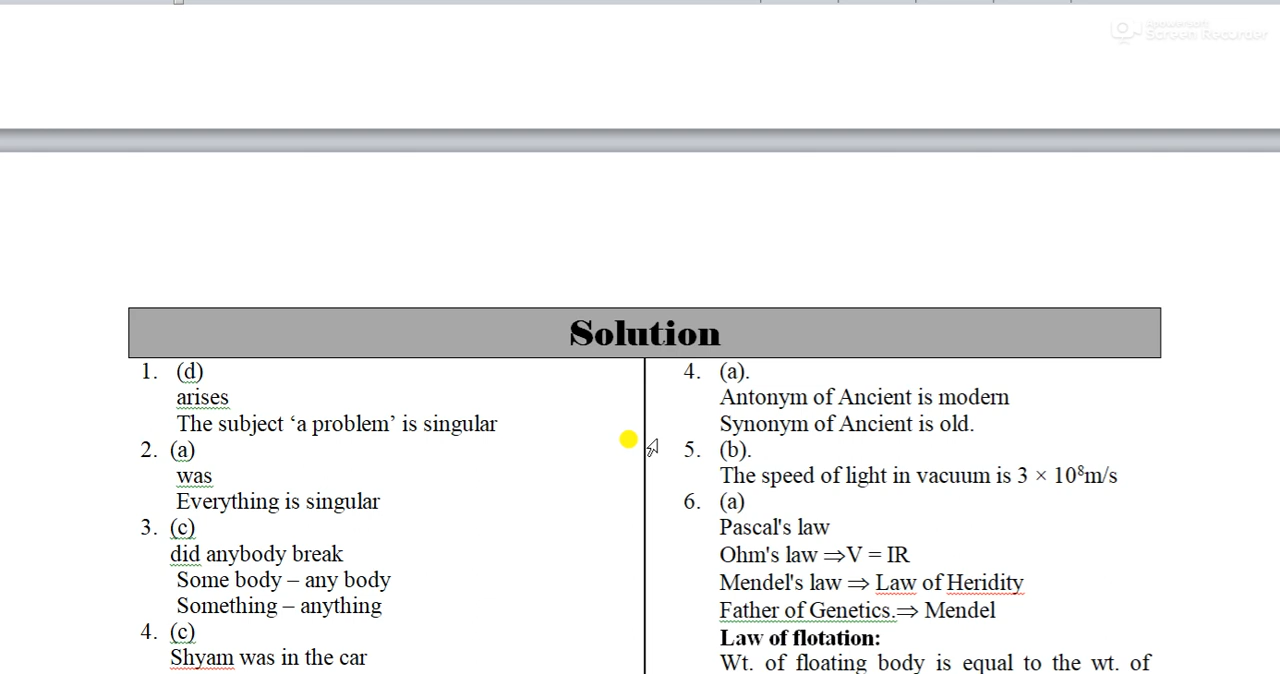 Apowersoft
Screen Recorder
Solution
1. (d)
arises
The subject ‘a problem’ is singular
2. (a)
was
Everything is singular
3. (c)
did anybody break
Some body – any body
Something – anything
4. (c)
Shyam was in the car
4. (a).
Antonym of Ancient is modern
Synonym of Ancient is old.
5. (b).
The speed of light in vacuum is 3 × 10⁸m/s
6. (a)
Pascal's law
Ohm's law ⇒V = IR
Mendel's law ⇒ Law of Heridity
Father of Genetics.⇒ Mendel
Law of flotation:
Wt. of floating body is equal to the wt. of